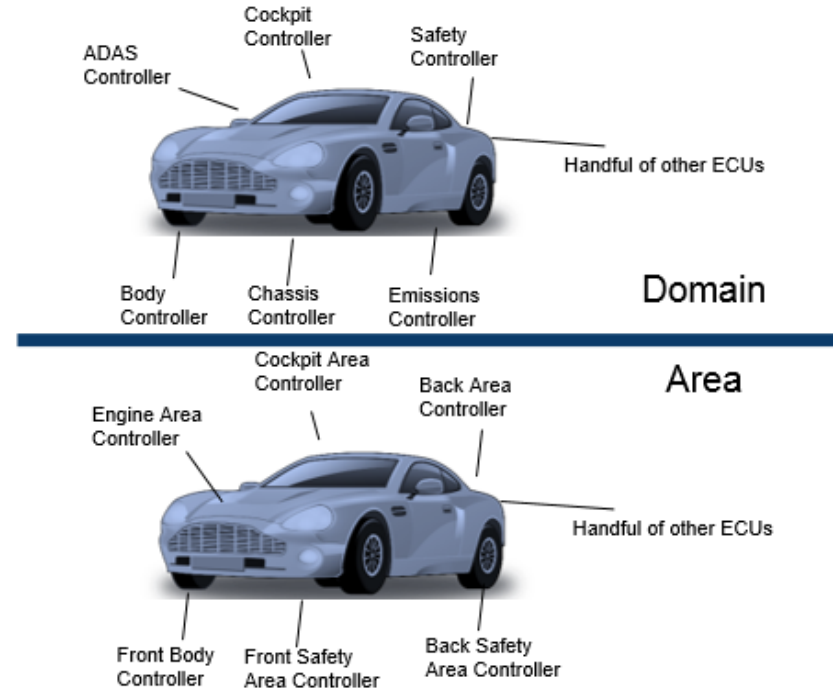 Cockpit
Controller
ADAS
Controller
Safety
Controller
Handful of other ECUs
Body
Controller
Chassis
Controller
Emissions
Controller
Domain
Cockpit Area
Controller
Area
Back Area
Controller
Engine Area
Controller
Handful of other ECUs
Front Body
Controller
Front Safety
Area Controller
Back Safety
Area Controller